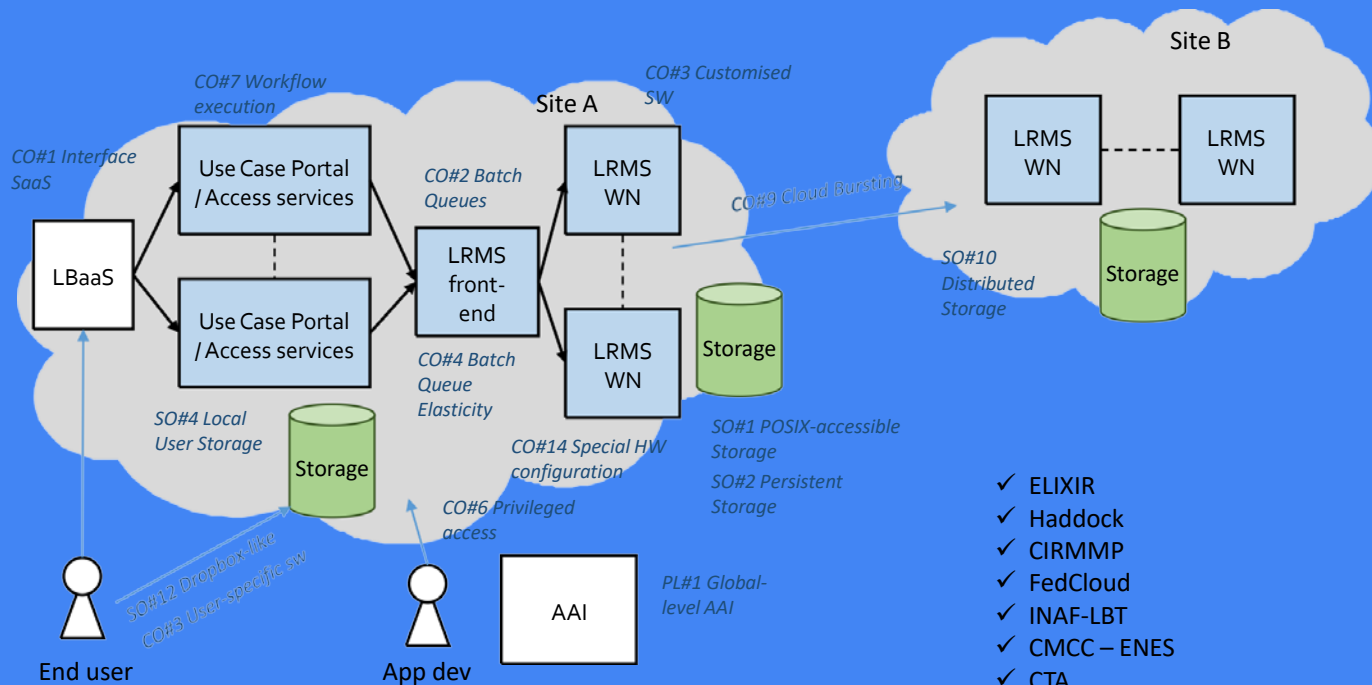 Site B
CO#3 Customised
SW
CO#7 Workflow
execution
Site A
CO#1 Interface
SaaS
Use Case Portal
/ Access services
CO#2 Batch
Queues
LRMS
WN
LRMS
WN
LRMS
WN
CO#9 Cloud Bursting
LBaaS
LRMS
front-
end
SO#10
Distributed
Storage
Storage
Use Case Portal
/ Access services
LRMS
WN
Storage
CO#4 Batch
Queue
Elasticity
SO#4 Local
User Storage
Storage
CO#14 Special HW
configuration
SO#1 POSIX-accessible
Storage
SO#2 Persistent
Storage
CO#6 Privileged
access
SO#12 Dropbox-like
CO#3 User-specific sw
AAI
PL#1 Global-
level AAI
End user
App dev
✓ ELIXIR
✓ Haddock
✓ CIRMMP
✓ FedCloud
✓ INAF-LBT
✓ CMCC – ENES
✓ CTA